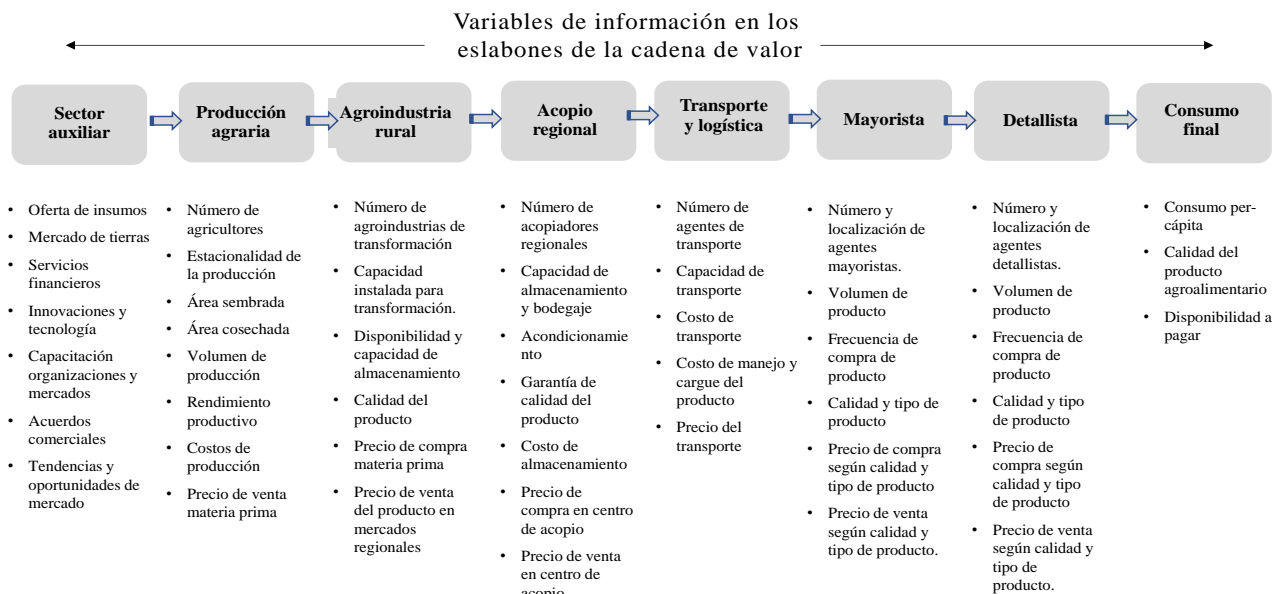 Variables de información en los
eslabones de la cadena de valor
Sector
auxiliar
Producción
agraria
Agroindustria
rural
Acopio
regional
Transporte
y logística
Mayorista
Detallista
Consumo
final
• Oferta de insumos
• Mercado de tierras
• Servicios
financieros
• Innovaciones y
tecnología
• Capacitación
organizaciones y
mercados
• Acuerdos
comerciales
• Tendencias y
oportunidades de
mercado
• Número de
agricultores
• Estacionalidad de
la producción
• Área sembrada
• Área cosechada
• Volumen de
producción
• Rendimiento
productivo
• Costos de
producción
• Precio de venta
materia prima
• Número de
agroindustrias de
transformación
• Capacidad
instalada para
transformación.
• Disponibilidad y
capacidad de
almacenamiento
• Calidad del
producto
• Precio de compra
materia prima
• Precio de venta
del producto en
mercados
regionales
• Número de
acopiadores
regionales
• Capacidad de
almacenamiento
y bodegaje
• Acondicionamie
nto
• Garantía de
calidad del
producto
• Costo de
almacenamiento
• Precio de
compra en centro
de acopio
• Precio de venta
en centro de
acopio
• Número de
agentes de
transporte
• Capacidad de
transporte
• Costo de
transporte
• Costo de manejo y
cargue del
producto
• Precio del
transporte
• Número y
localización de
agentes
mayoristas.
• Volumen de
producto
• Frecuencia de
compra de
producto
• Calidad y tipo de
producto
• Precio de compra
según calidad y
tipo de producto
• Precio de venta
según calidad y
tipo de producto.
• Número y
localización de
agentes
detallistas.
• Volumen de
producto
• Frecuencia de
compra de
producto
• Calidad y tipo
de producto
• Precio de
compra según
calidad y tipo
de producto
• Precio de venta
según calidad y
tipo de
producto.
• Consumo per-
cápita
• Calidad del
producto
agroalimentario
• Disponibilidad a
pagar